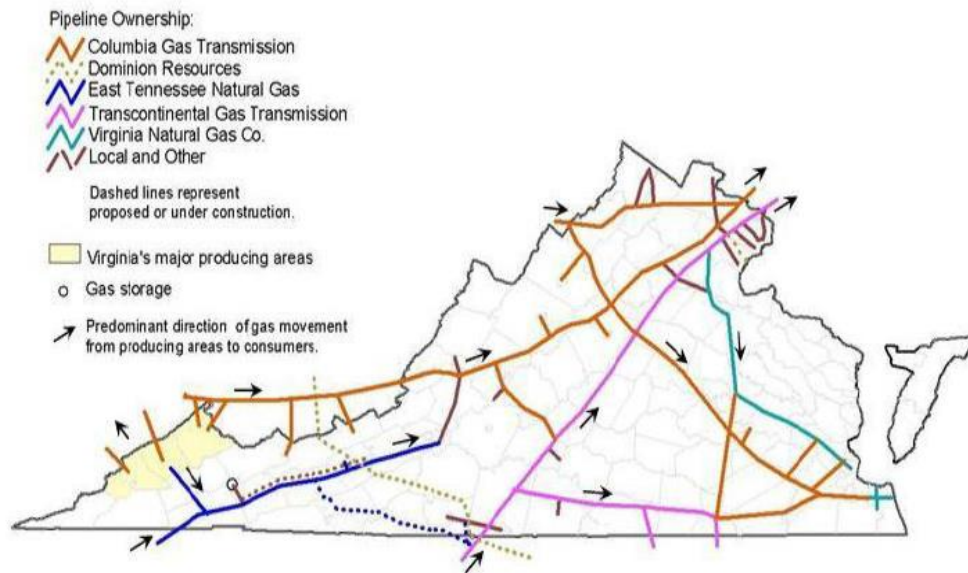 Pipeline Ownership:
Columbia Gas Transmission
Dominion Resources
East Tennessee Natural Gas
Transcontinental Gas Transmission
Virginia Natural Gas Co.
Local and Other
Dashed lines represent
proposed or under construction.
Virginia's major producing areas
Gas storage
Predominant direction of gas movement
from producing areas to consumers.